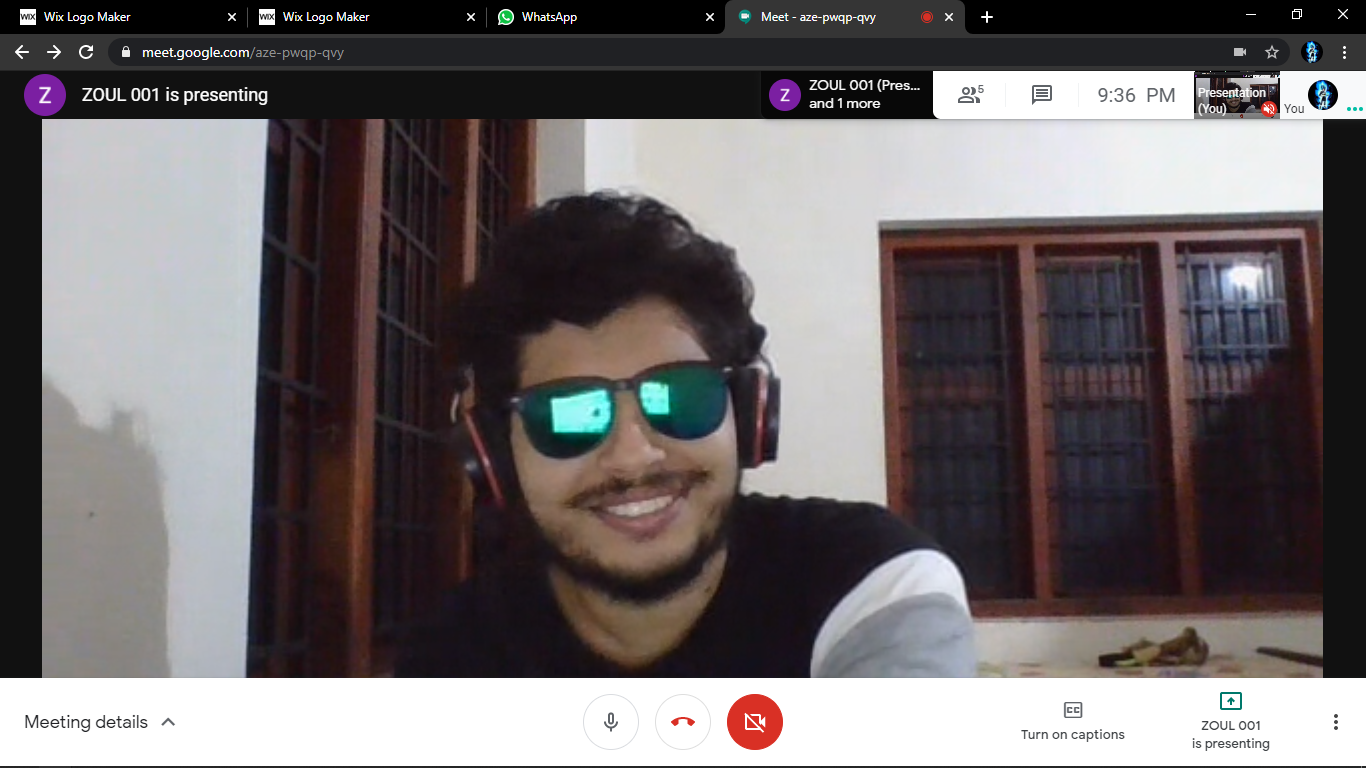 WIX Wix Logo Maker
WIX Wix Logo Maker
WhatsApp
Meet - aze-pwqp-qvy
meet.google.com/aze-pwqp-qvy
Z ZOUL 001 is presenting
Z ZOUL 001 (Pres...
and 1 more
5
9:36 PM
Presentation
(You)
You
Meeting details
CC
Turn on captions
ZOUL 001
is presenting